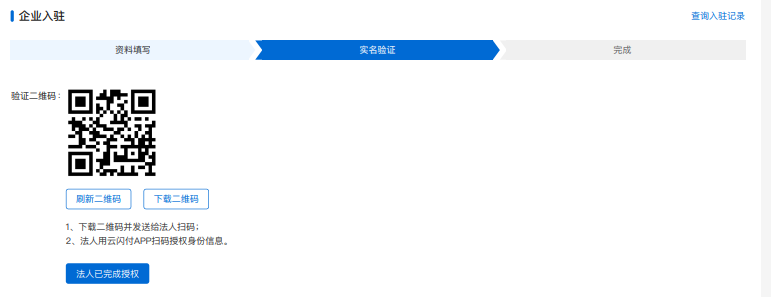 企业入驻
查询入驻记录
资料填写
实名验证
完成
验证二维码：
刷新二维码
下载二维码
1、下载二维码并发送给法人扫码；
2、法人用云闪付APP扫码授权身份信息。
法人已完成授权